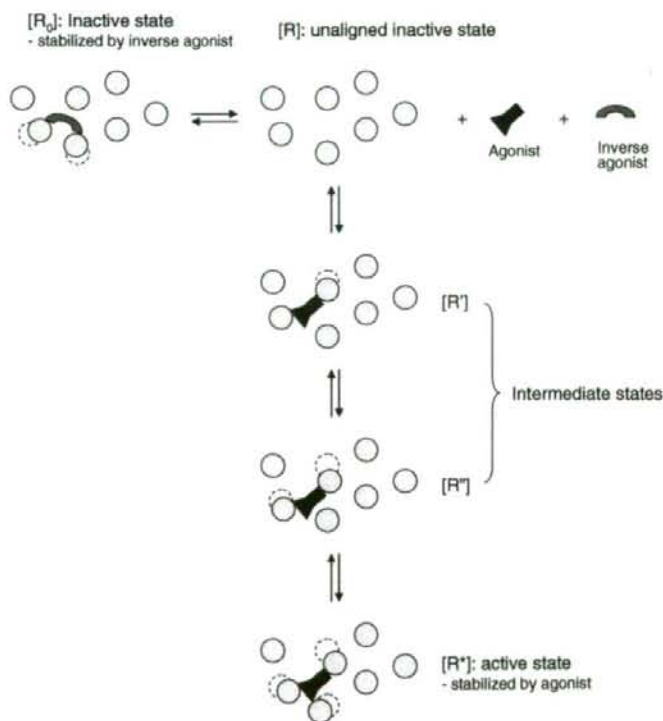 [R₀]: Inactive state
- stabilized by inverse agonist
[R]: unaligned inactive state
+
Agonist
+
Inverse
agonist
[R']
Intermediate states
[R"]
[R*]: active state
- stabilized by agonist